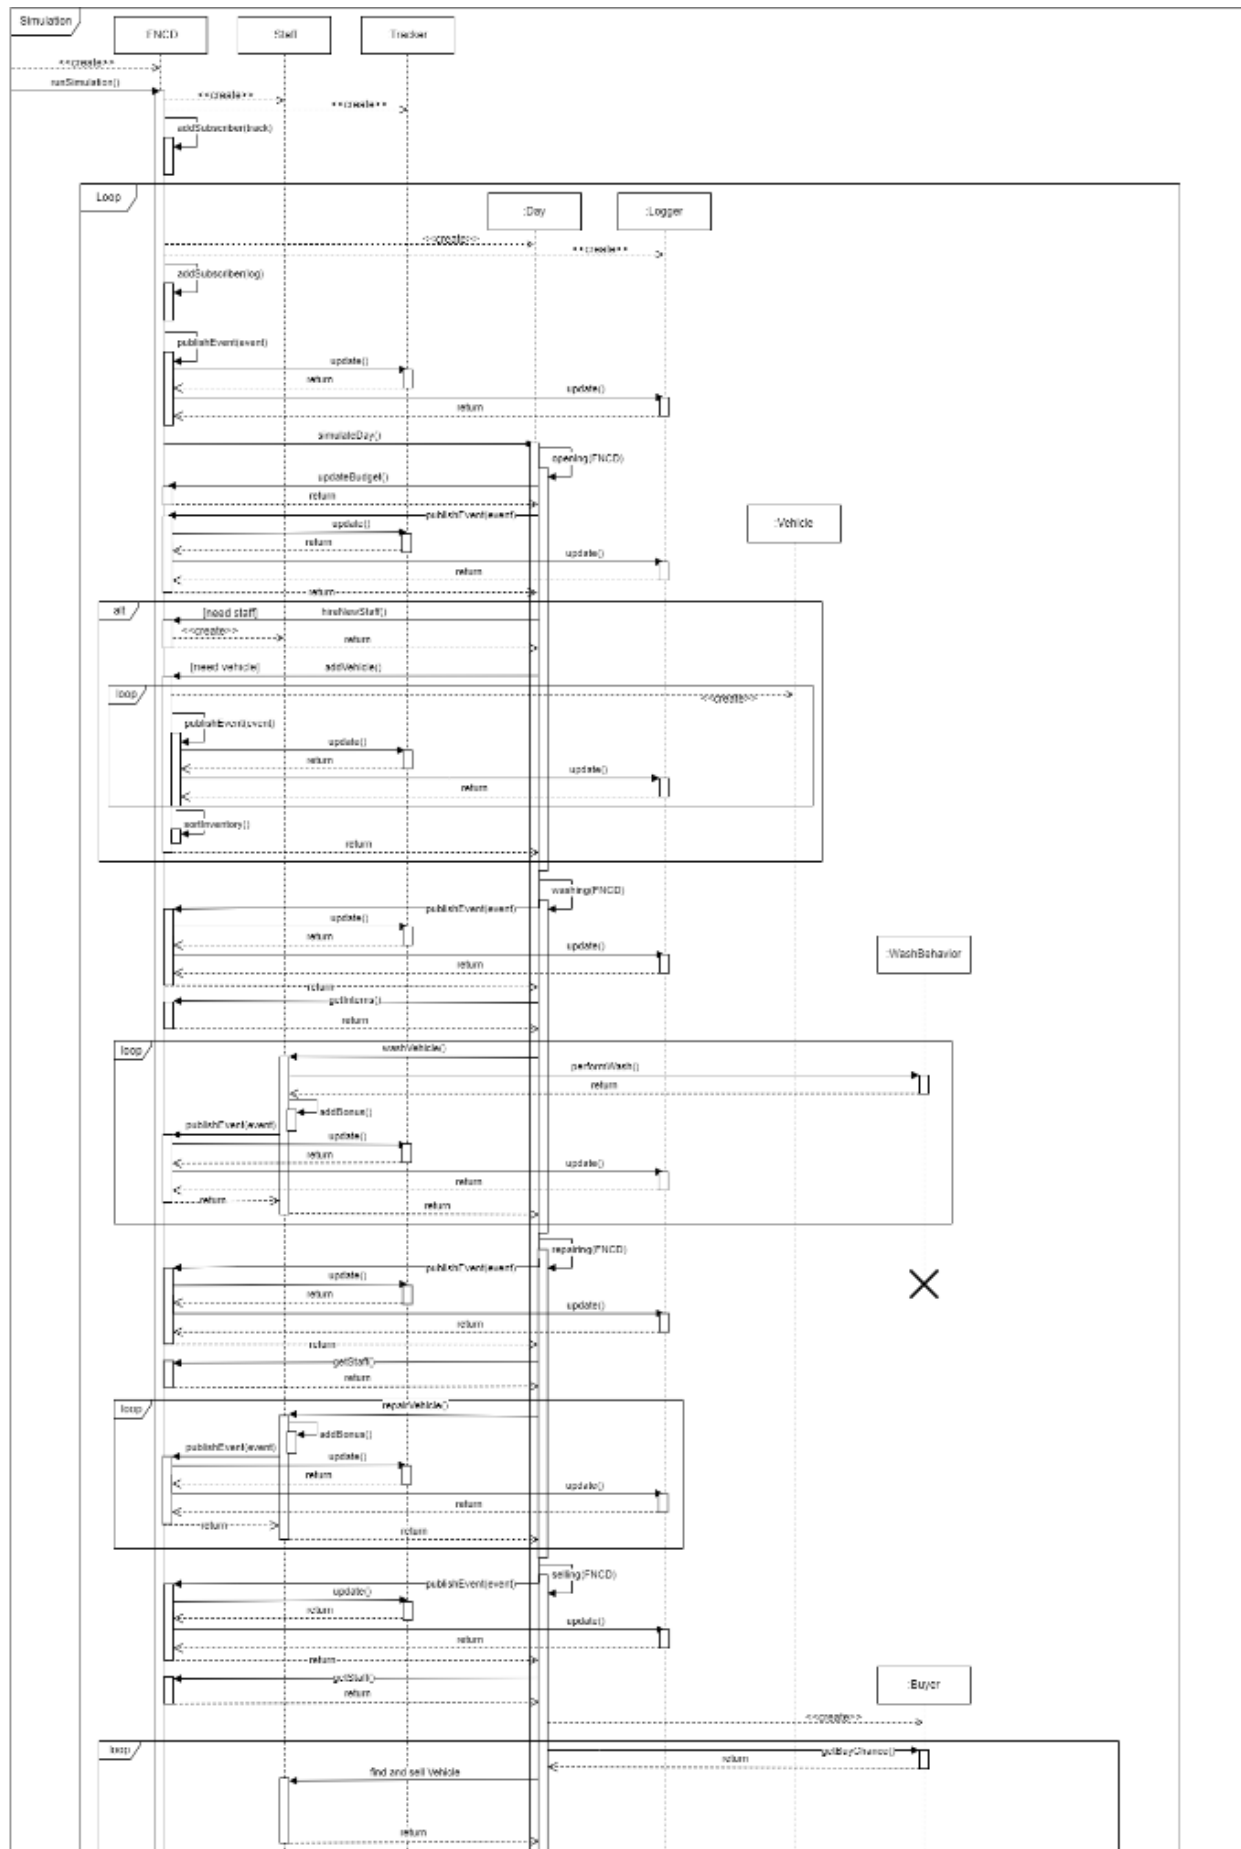 Simulation
FNCD
Staff
Tracker
<<create>>
runSimulation()
**create**
**create**
addSubscriber(track)
Loop
:Day
:Logger
<<create>>
**create**
addSubscriber(log)
publishEvent(event)
update()
return
update()
return
simulateDay()
opening(FNCD)
updateBudget()
return
publishEvent(event)
:Vehicle
update()
return
update()
return
return
alt
[need staff]
hireNewStaff()
<<create>>
return
[need vehicle]
addVehicle()
loop
<<create>>
publishEvent(event)
update()
return
update()
return
sortInventory()
return
washing(FNCD)
publishEvent(event)
update()
return
update()
:WashBehavior
return
return
getInterns()
return
loop
washVehicle()
performWash()
return
addBonus()
publishEvent(event)
update()
return
update()
return
return
return
repairing(FNCD)
publishEvent(event)
update()
return
update()
return
return
getStaff()
return
loop
repairVehicle()
addBonus()
publishEvent(event)
update()
return
update()
return
return
return
selling(FNCD)
publishEvent(event)
update()
return
update()
return
return
getStaff()
return
:Buyer
<<create>>
loop
getBuyChance()
return
find and sell Vehicle
return